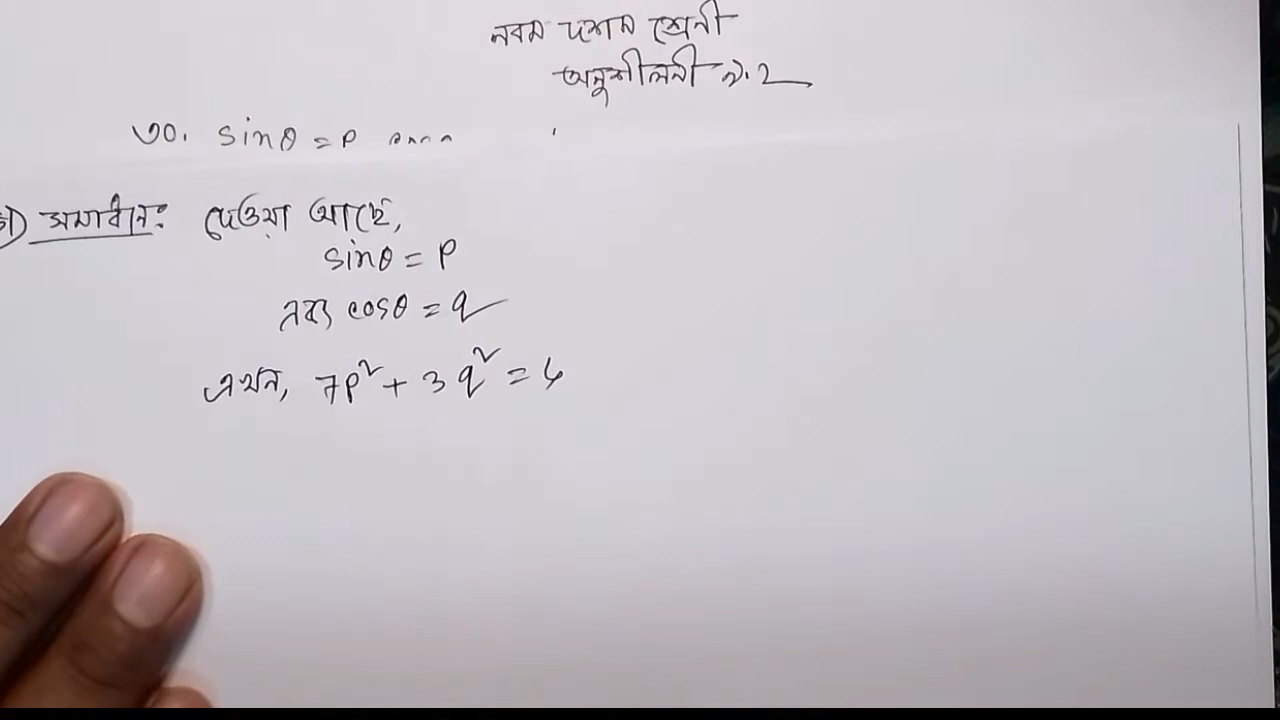 নবম দশম শ্রেনী
অনুশীলনী ৯.২
৩০. sinθ = P ....
সমাধান: দেওয়া আছে,
sinθ = P
এবং cosθ = q
এখন, 7p² + 3q² = 4